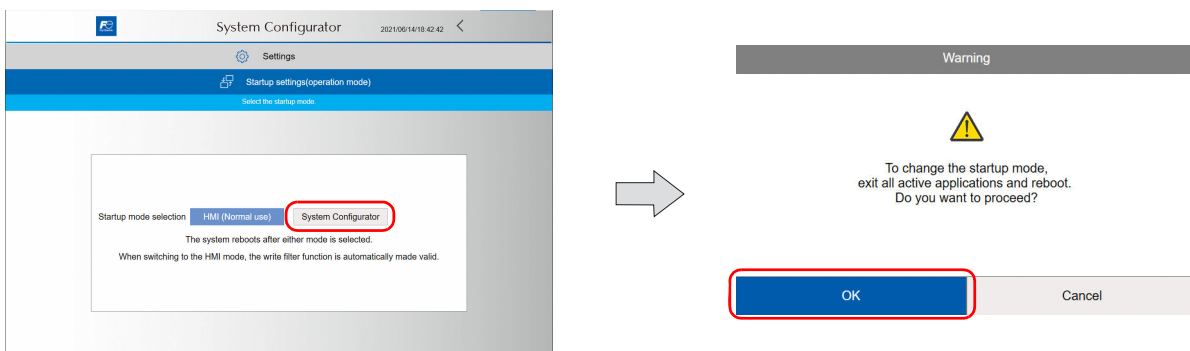 System Configurator
2021/06/14/18:42:42
Settings
Startup settings(operation mode)
Select the startup mode.
Startup mode selection
HMI (Normal use)
System Configurator
The system reboots after either mode is selected.
When switching to the HMI mode, the write filter function is automatically made valid.
Warning
To change the startup mode,
exit all active applications and reboot.
Do you want to proceed?
OK
Cancel